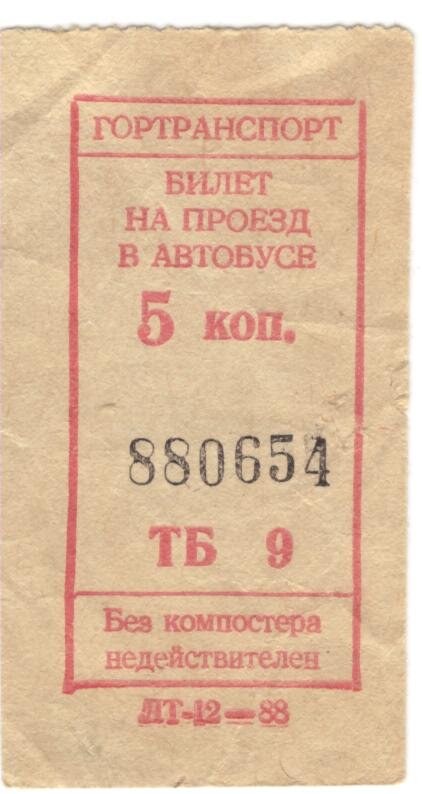 ГОРТРАНСПОРТ
БИЛЕТ
НА ПРОЕЗД
В АВТОБУСЕ
5 коп.
880654
ТБ 9
Без компостера
недействителен
ЛТ-12—88